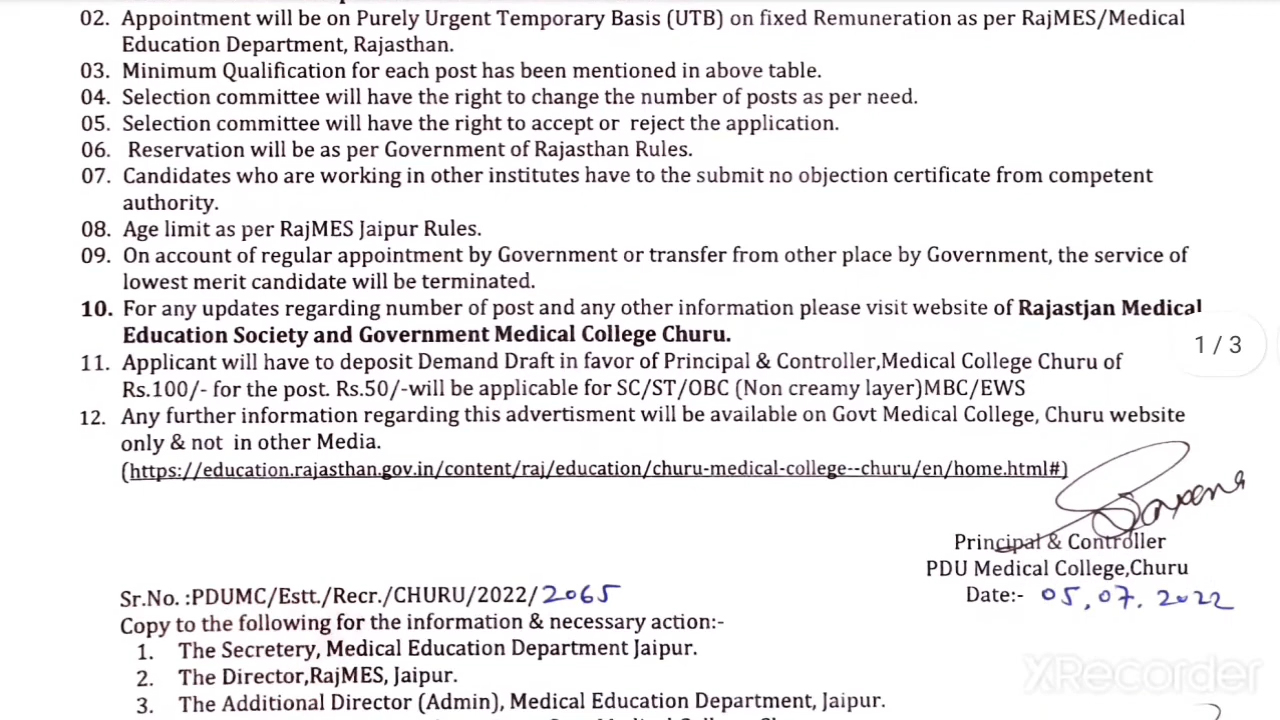 02. Appointment will be on Purely Urgent Temporary Basis (UTB) on fixed Remuneration as per RajMES/Medical
Education Department, Rajasthan.
03. Minimum Qualification for each post has been mentioned in above table.
04. Selection committee will have the right to change the number of posts as per need.
05. Selection committee will have the right to accept or reject the application.
06. Reservation will be as per Government of Rajasthan Rules.
07. Candidates who are working in other institutes have to the submit no objection certificate from competent
authority.
08. Age limit as per RajMES Jaipur Rules.
09. On account of regular appointment by Government or transfer from other place by Government, the service of
lowest merit candidate will be terminated.
10. For any updates regarding number of post and any other information please visit website of Rajastjan Medical
Education Society and Government Medical College Churu.
1 / 3
11. Applicant will have to deposit Demand Draft in favor of Principal & Controller,Medical College Churu of
Rs.100/- for the post. Rs.50/-will be applicable for SC/ST/OBC (Non creamy layer)MBC/EWS
12. Any further information regarding this advertisment will be available on Govt Medical College, Churu website
only & not in other Media.
(https://education.rajasthan.gov.in/content/raj/education/churu-medical-college--churu/en/home.html#)
Principal & Controller
PDU Medical College,Churu
Date:- 05.07.2022
Sr.No. :PDUMC/Estt./Recr./CHURU/2022/2065
Copy to the following for the information & necessary action:-
1. The Secretery, Medical Education Department Jaipur.
2. The Director,RajMES, Jaipur.
3. The Additional Director (Admin), Medical Education Department, Jaipur.
XRecorder